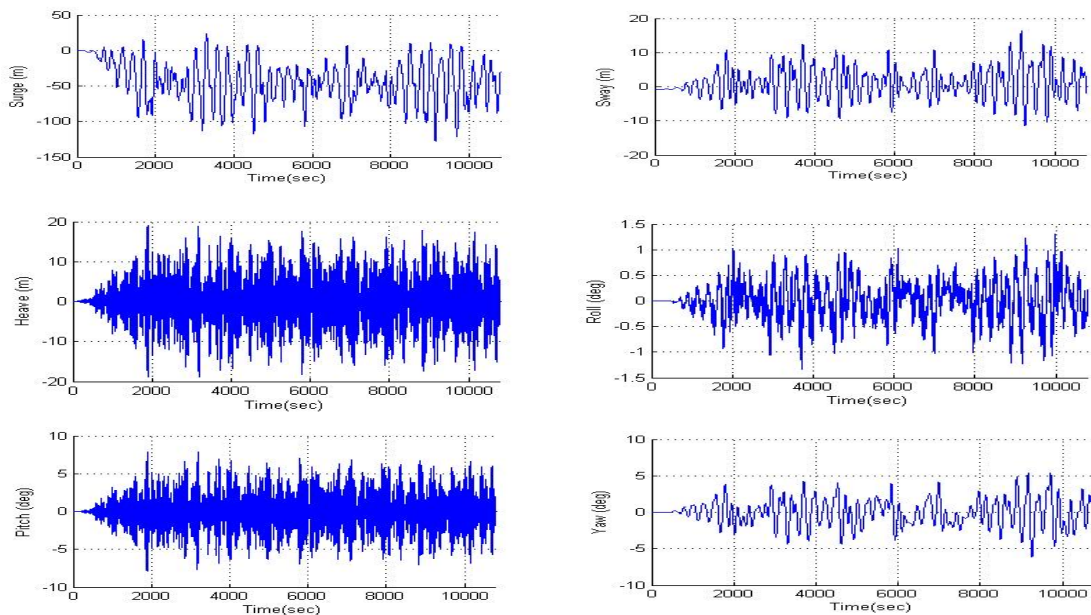 50
0
-50
-100
-150
Surge (m)
0 2000 4000 6000 8000 10000
Time(sec)
20
10
0
-10
-20
Sway (m)
0 2000 4000 6000 8000 10000
Time(sec)
20
10
0
-10
-20
Heave (m)
0 2000 4000 6000 8000 10000
Time(sec)
1.5
1
0.5
0
-0.5
-1
-1.5
Roll (deg)
0 2000 4000 6000 8000 10000
Time(sec)
10
5
0
-5
-10
Pitch (deg)
0 2000 4000 6000 8000 10000
Time(sec)
10
5
0
-5
-10
Yaw (deg)
0 2000 4000 6000 8000 10000
Time(sec)